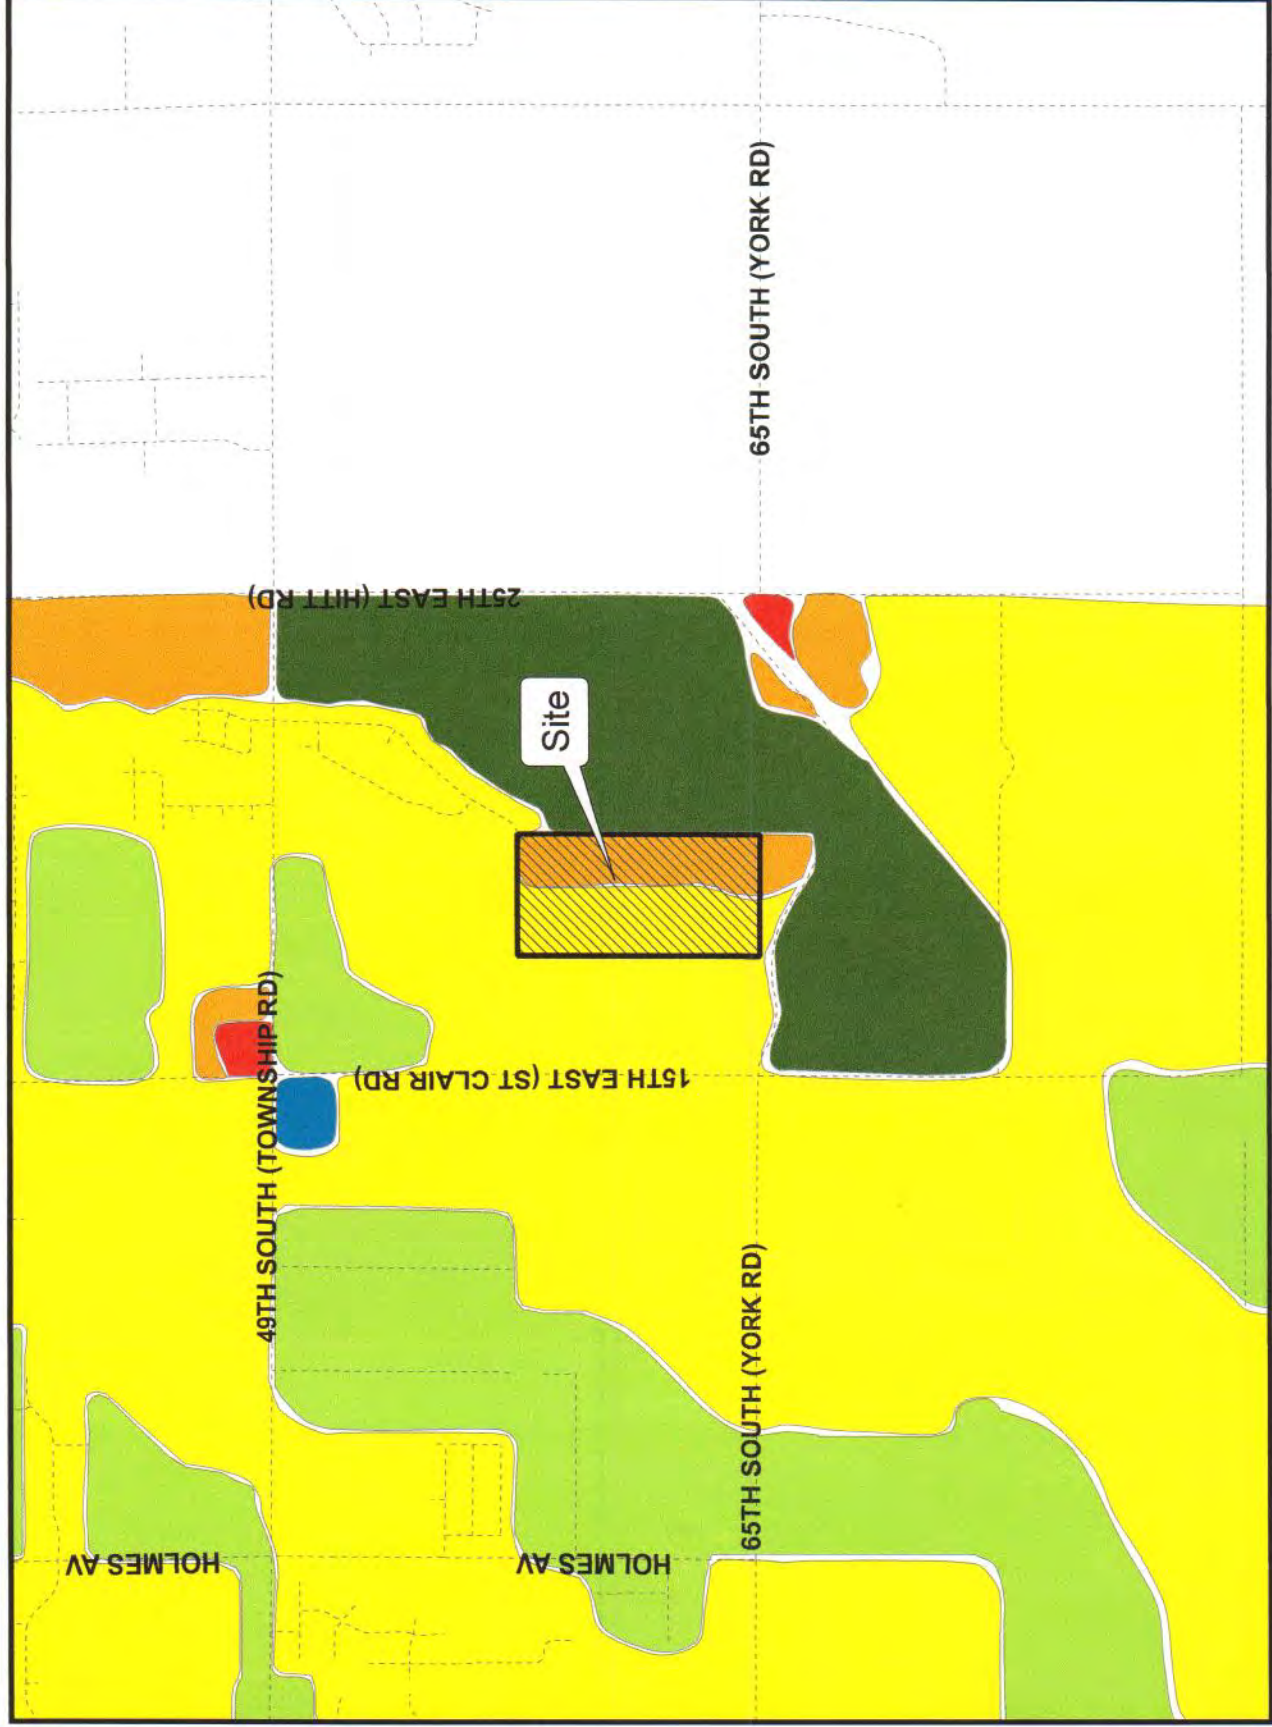 HOLMES AV
49TH SOUTH (TOWNSHIP RD)
25TH EAST (HITT RD)
15TH EAST (ST CLAIR RD)
Site
HOLMES AV
65TH SOUTH (YORK RD)
65TH SOUTH (YORK RD)